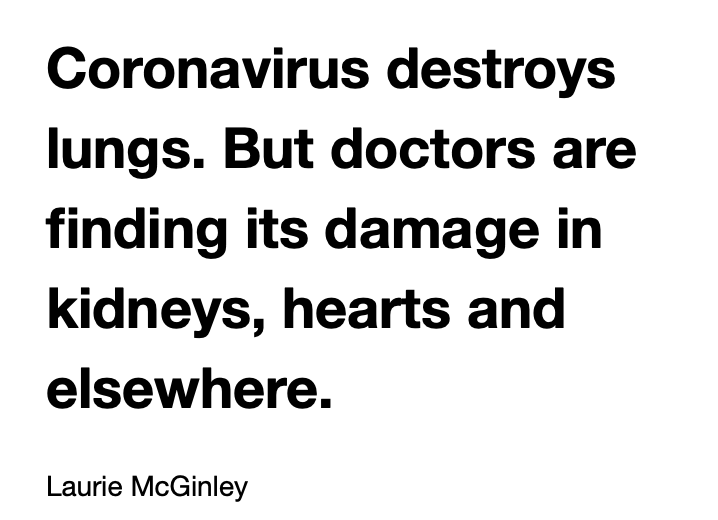 Coronavirus destroys
lungs. But doctors are
finding its damage in
kidneys, hearts and
elsewhere.
Laurie McGinley